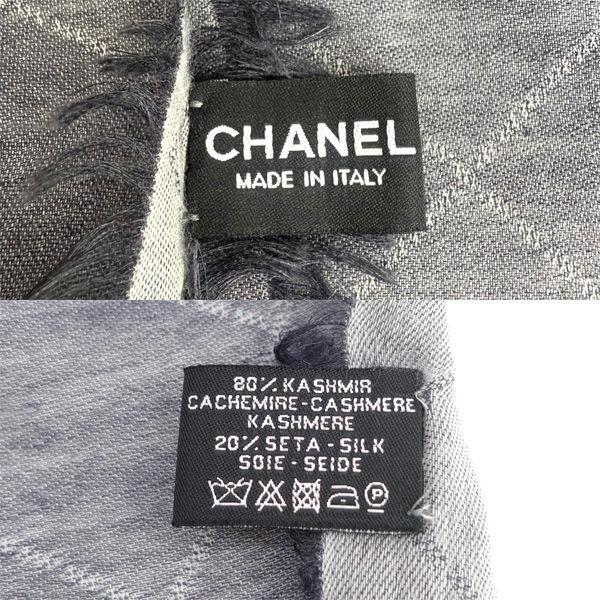 CHANEL
MADE IN ITALY
80% KASHMIR
CACHEMIRE-CASHMERE
KASHMERE
20% SETA-SILK
SOIE-SEIDE
P